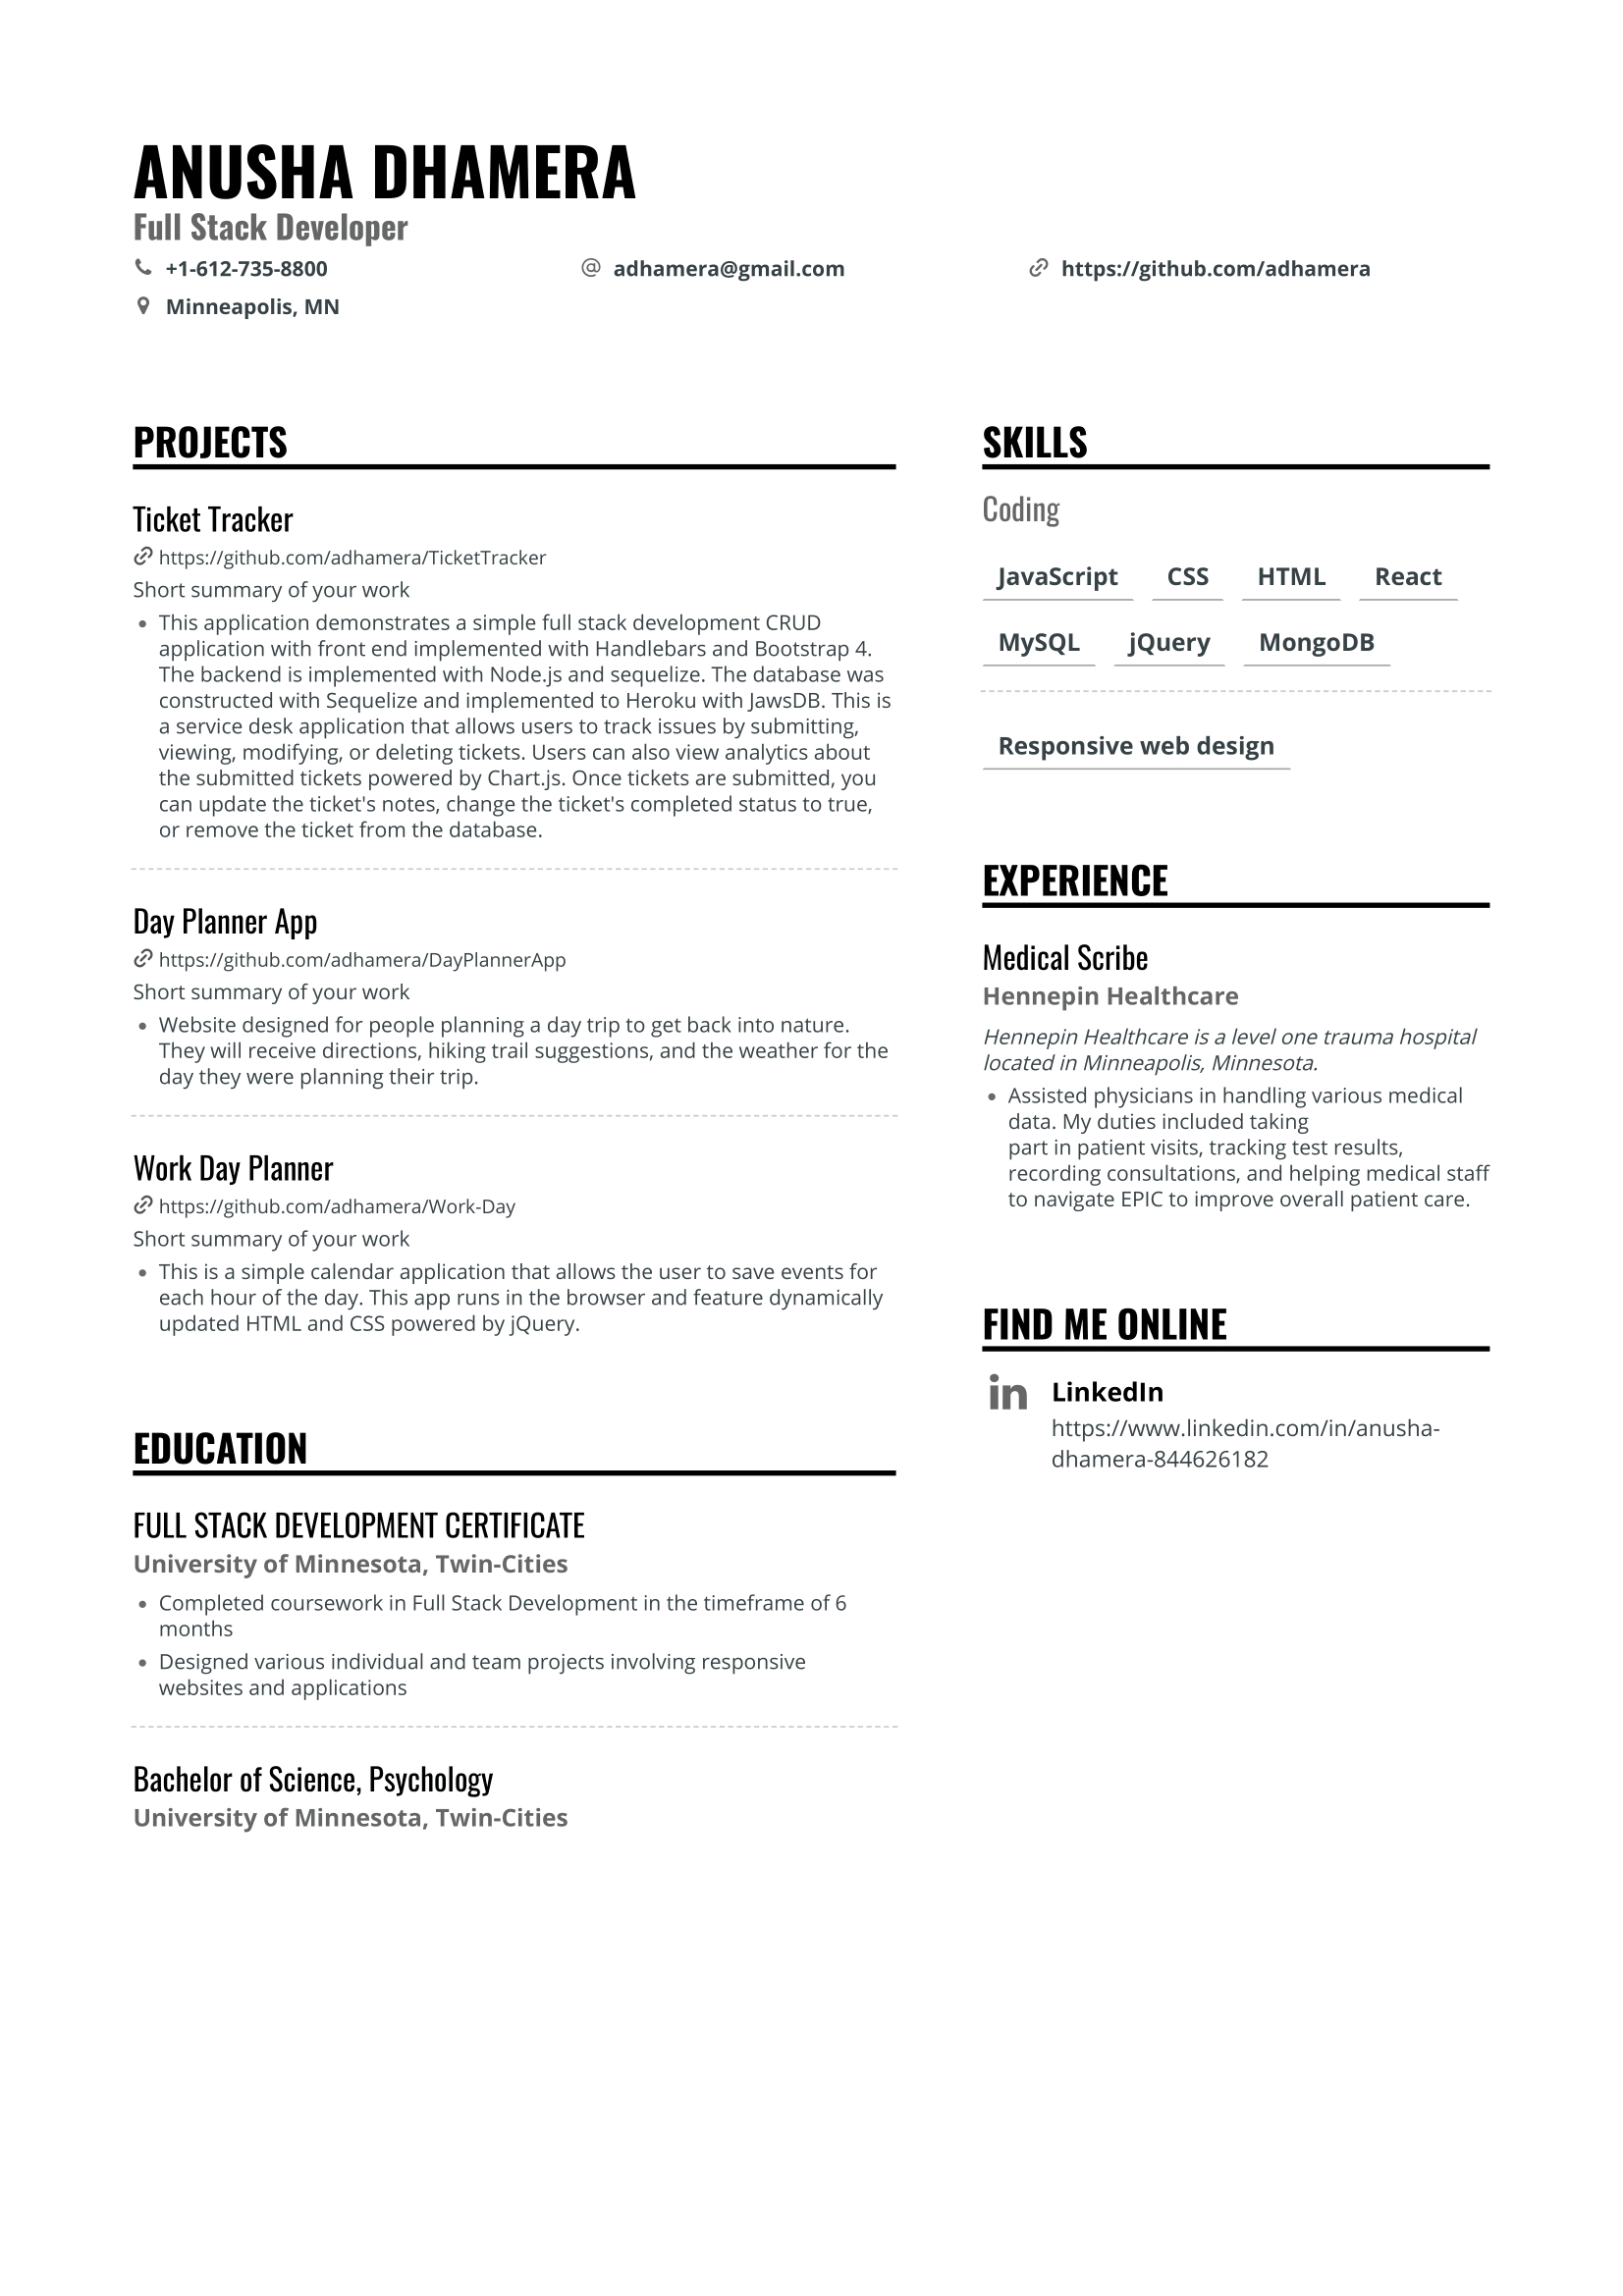 ANUSHA DHAMERA
Full Stack Developer
+1-612-735-8800
adhamera@gmail.com
https://github.com/adhamera
Minneapolis, MN
PROJECTS
Ticket Tracker
https://github.com/adhamera/TicketTracker
Short summary of your work
• This application demonstrates a simple full stack development CRUD
application with front end implemented with Handlebars and Bootstrap 4.
The backend is implemented with Node.js and sequelize. The database was
constructed with Sequelize and implemented to Heroku with JawsDB. This is
a service desk application that allows users to track issues by submitting,
viewing, modifying, or deleting tickets. Users can also view analytics about
the submitted tickets powered by Chart.js. Once tickets are submitted, you
can update the ticket's notes, change the ticket's completed status to true,
or remove the ticket from the database.
Day Planner App
https://github.com/adhamera/DayPlannerApp
Short summary of your work
• Website designed for people planning a day trip to get back into nature.
They will receive directions, hiking trail suggestions, and the weather for the
day they were planning their trip.
Work Day Planner
https://github.com/adhamera/Work-Day
Short summary of your work
• This is a simple calendar application that allows the user to save events for
each hour of the day. This app runs in the browser and feature dynamically
updated HTML and CSS powered by jQuery.
EDUCATION
FULL STACK DEVELOPMENT CERTIFICATE
University of Minnesota, Twin-Cities
• Completed coursework in Full Stack Development in the timeframe of 6
months
• Designed various individual and team projects involving responsive
websites and applications
Bachelor of Science, Psychology
University of Minnesota, Twin-Cities
SKILLS
Coding
JavaScript CSS HTML React
MySQL jQuery MongoDB
Responsive web design
EXPERIENCE
Medical Scribe
Hennepin Healthcare
Hennepin Healthcare is a level one trauma hospital
located in Minneapolis, Minnesota.
• Assisted physicians in handling various medical
data. My duties included taking
part in patient visits, tracking test results,
recording consultations, and helping medical staff
to navigate EPIC to improve overall patient care.
FIND ME ONLINE
LinkedIn
https://www.linkedin.com/in/anusha-
dhamera-844626182